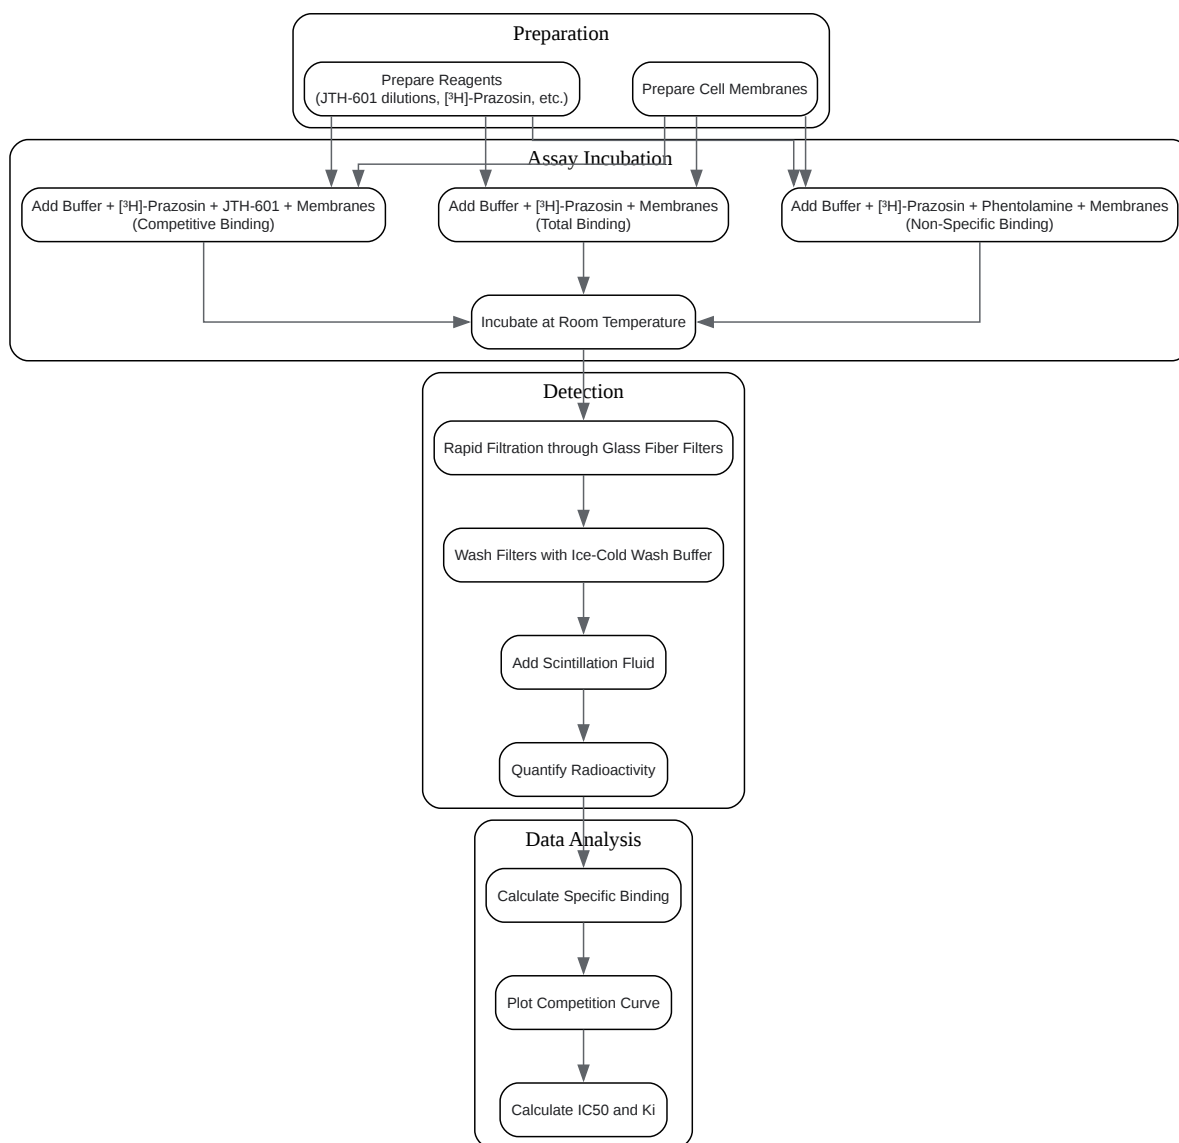 Preparation
Prepare Reagents
(JTH-601 dilutions, [³H]-Prazosin, etc.)
Prepare Cell Membranes
Assay Incubation
Add Buffer + [³H]-Prazosin + JTH-601 + Membranes
(Competitive Binding)
Add Buffer + [³H]-Prazosin + Membranes
(Total Binding)
Add Buffer + [³H]-Prazosin + Phentolamine + Membranes
(Non-Specific Binding)
Incubate at Room Temperature
Detection
Rapid Filtration through Glass Fiber Filters
Wash Filters with Ice-Cold Wash Buffer
Add Scintillation Fluid
Quantify Radioactivity
Data Analysis
Calculate Specific Binding
Plot Competition Curve
Calculate IC50 and Ki